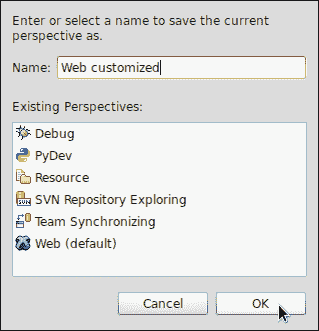 Enter or select a name to save the current
perspective as.
Name: Web customized
Existing Perspectives:
Debug
PyDev
Resource
SVN Repository Exploring
Team Synchronizing
Web (default)
Cancel OK